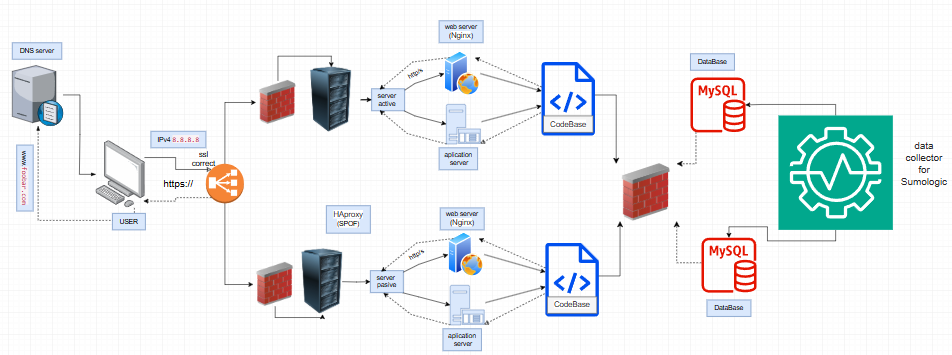 DNS server
www.foobar.com
USER
IPv4 8.8.8.8
ssl
correct
https://
HAproxy
(SPOF)
server
active
web server
(Nginx)
http/s
aplication
server
CodeBase
server
pasive
web server
(Nginx)
http/s
aplication
server
CodeBase
DataBase
MySQL
MySQL
DataBase
data
collector
for
Sumologic